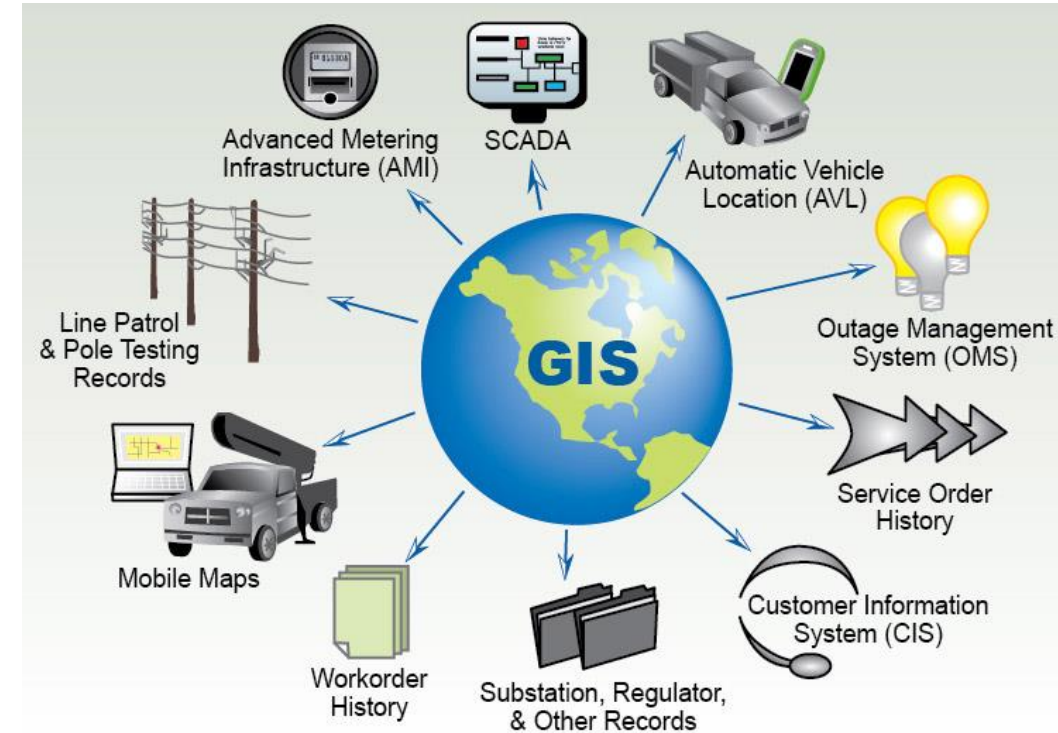 Advanced Metering
Infrastructure (AMI)
SCADA
Automatic Vehicle
Location (AVL)
Line Patrol
& Pole Testing
Records
GIS
Outage Management
System (OMS)
Service Order
History
Mobile Maps
Customer Information
System (CIS)
Workorder
History
Substation, Regulator,
& Other Records